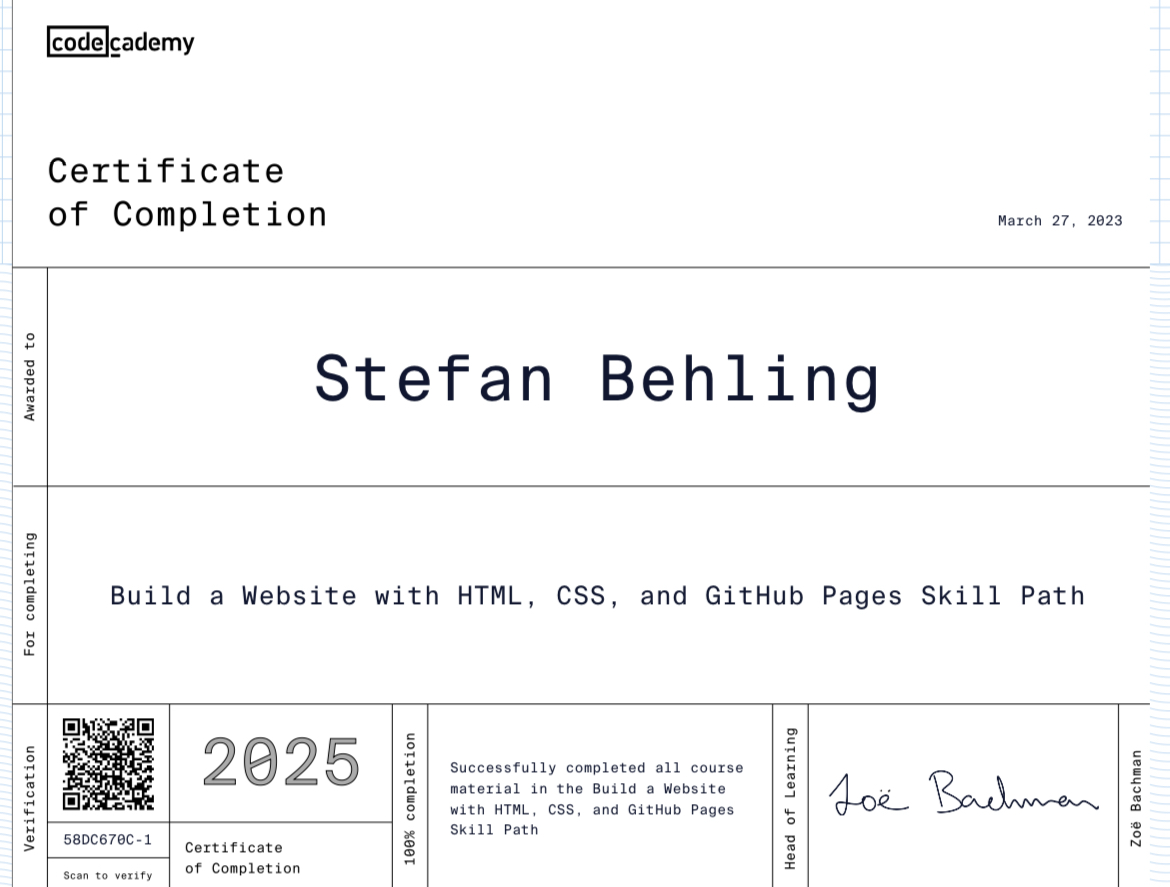 codecademy
Certificate
of Completion
March 27, 2023
Awarded to
Stefan Behling
For completing
Build a Website with HTML, CSS, and GitHub Pages Skill Path
Verification
58DC670C-1
Scan to verify
2025
Certificate
of Completion
100% completion
Successfully completed all course
material in the Build a Website
with HTML, CSS, and GitHub Pages
Skill Path
Head of Learning
Zoë Bachman
Zoë Bachman